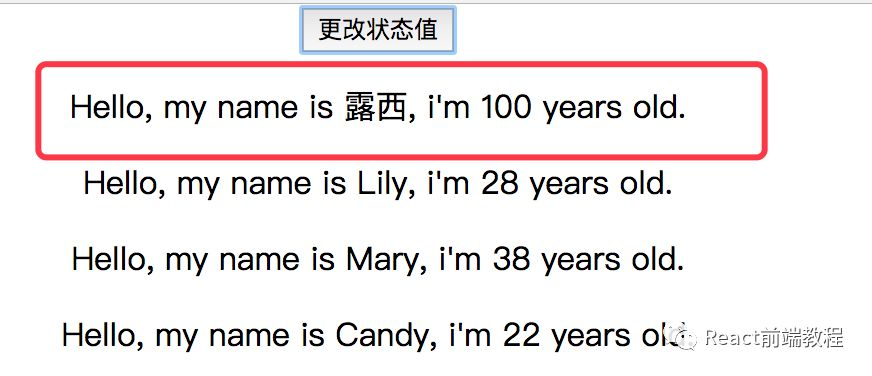 更改状态值
Hello, my name is 露西, i'm 100 years old.
Hello, my name is Lily, i'm 28 years old.
Hello, my name is Mary, i'm 38 years old.
Hello, my name is Candy, i'm 22 years old.
React前端教程